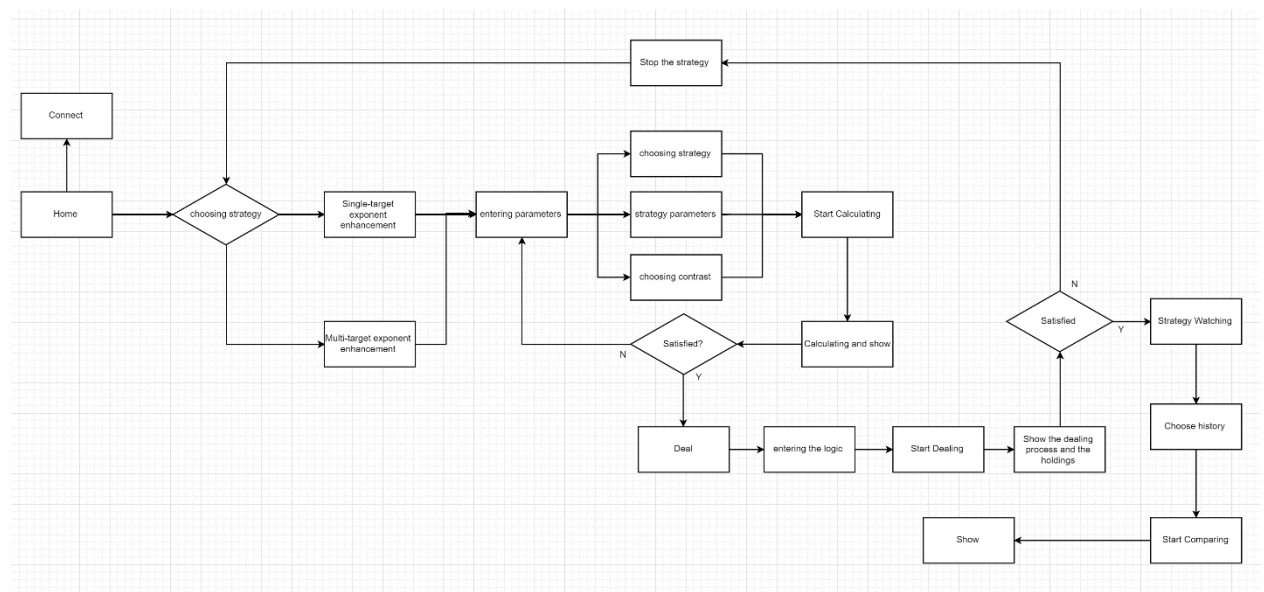 Stop the strategy
Connect
choosing strategy
Home
choosing strategy
Single-target
exponent
enhancement
entering parameters
strategy parameters
Start Calculating
choosing contrast
N
Satisfied
Y
Strategy Watching
Multi-target exponent
enhancement
N
Satisfied?
Y
Calculating and show
Deal
entering the logic
Start Dealing
Show the dealing
process and the
holdings
Choose history
Show
Start Comparing